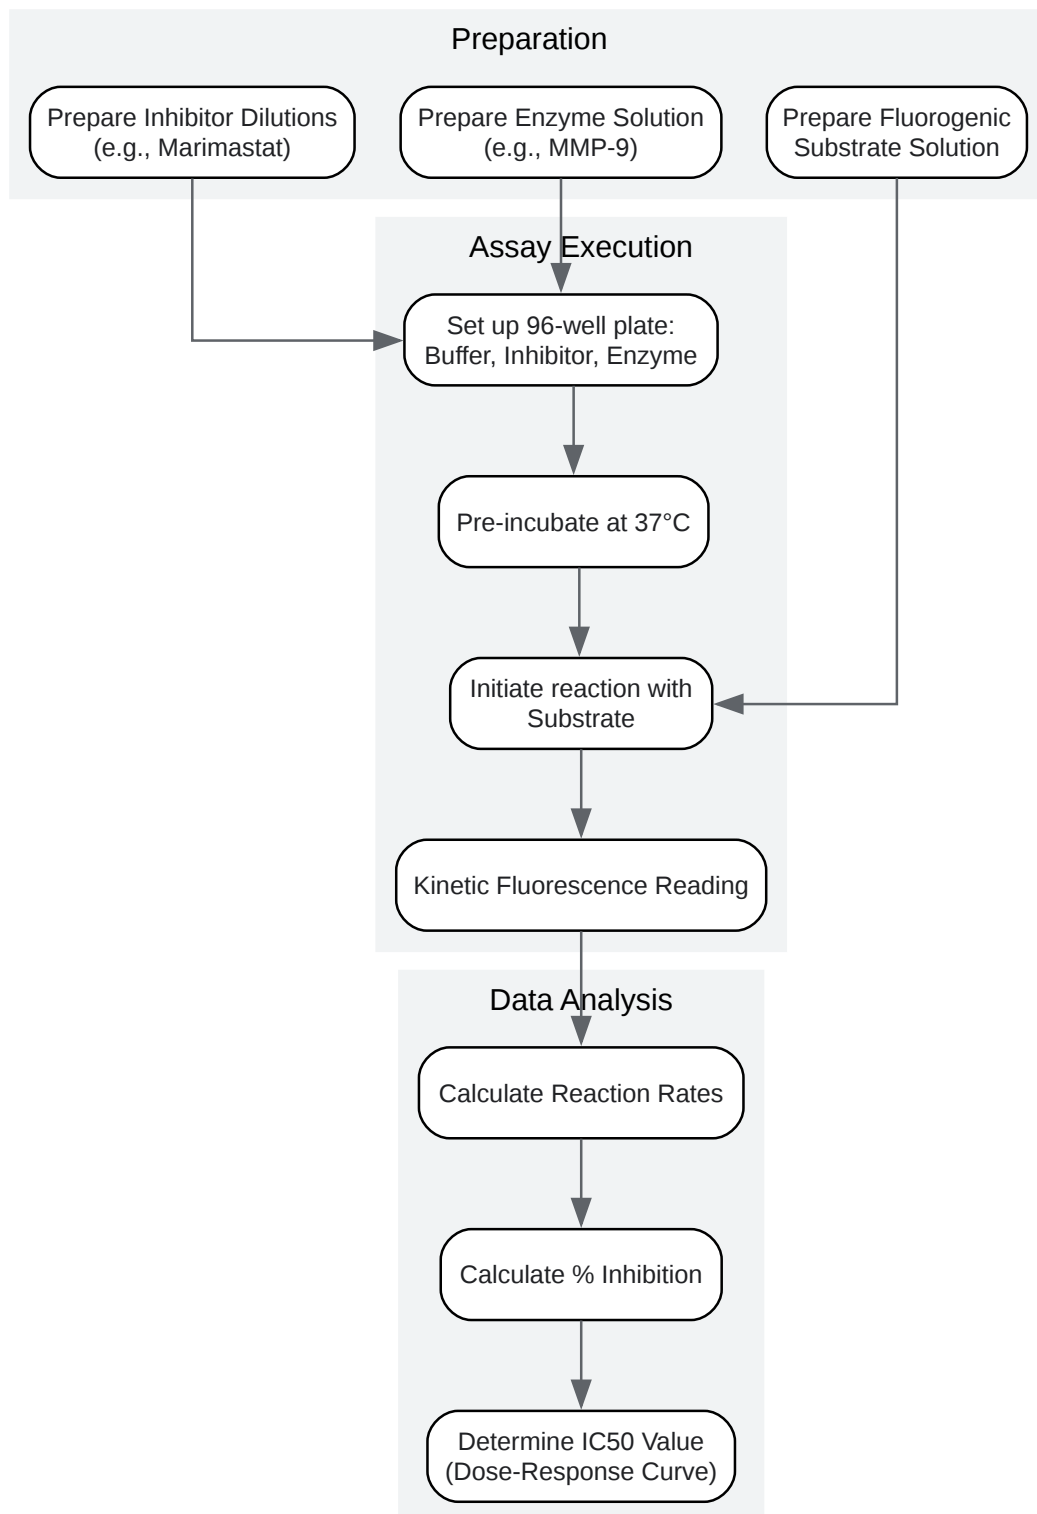 Preparation
Prepare Inhibitor Dilutions
(e.g., Marimastat)
Prepare Enzyme Solution
(e.g., MMP-9)
Prepare Fluorogenic
Substrate Solution
Assay Execution
Set up 96-well plate:
Buffer, Inhibitor, Enzyme
Pre-incubate at 37°C
Initiate reaction with
Substrate
Kinetic Fluorescence Reading
Data Analysis
Calculate Reaction Rates
Calculate % Inhibition
Determine IC50 Value
(Dose-Response Curve)